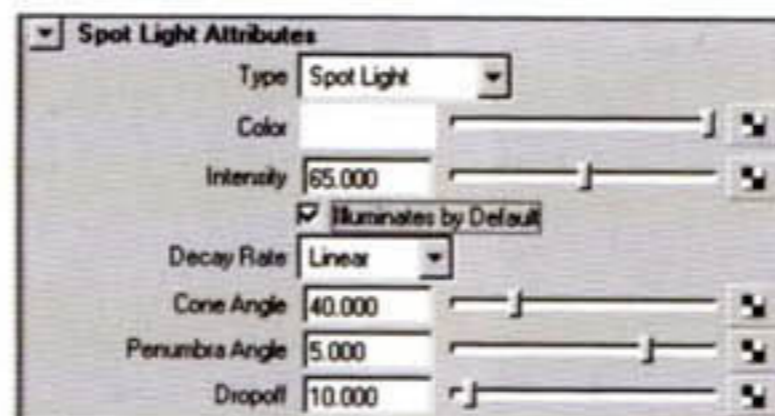 Spot Light Attributes
Type Spot Light
Color
Intensity 65.000
Illuminates by Default
Decay Rate Linear
Cone Angle 40.000
Penumbra Angle 5.000
Dropoff 10.000